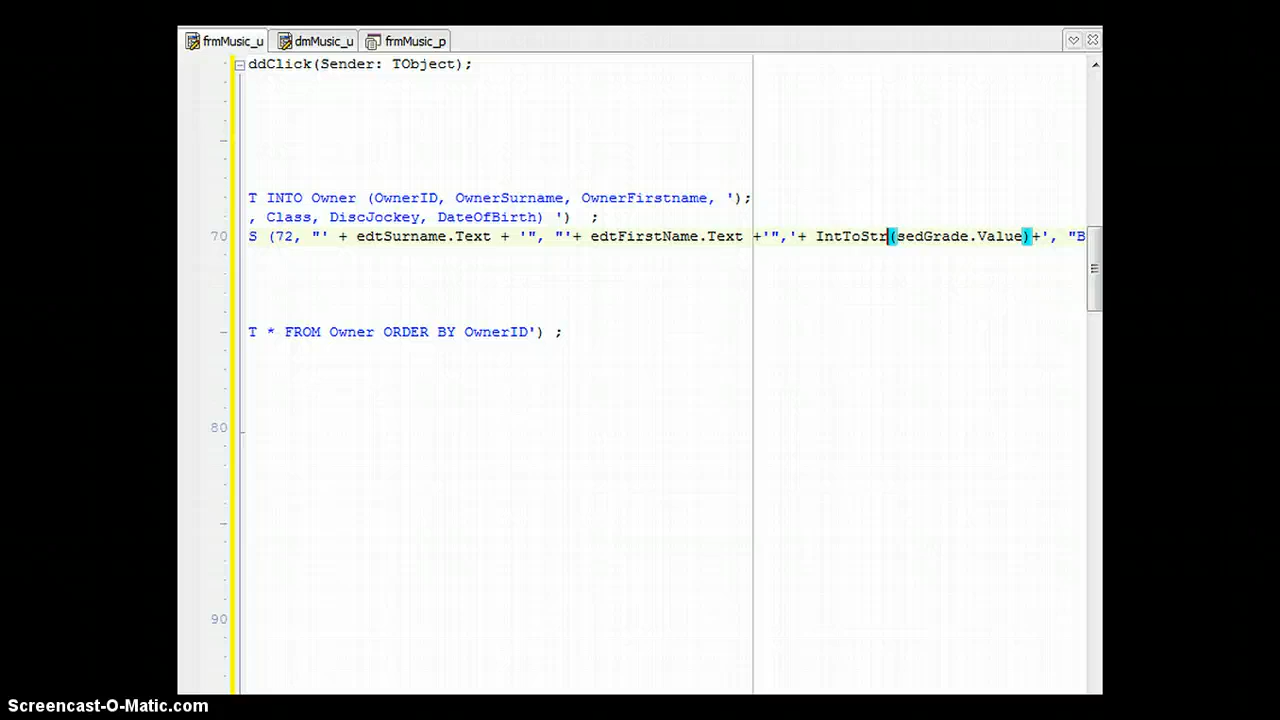 frmMusic_u dmMusic_u frmMusic_p
ddClick(Sender: TObject);
T INTO Owner (OwnerID, OwnerSurname, OwnerFirstname, ');
, Class, DiscJockey, DateOfBirth) ') ;
70 S (72, "' + edtSurname.Text + '", "'+ edtFirstName.Text +'",'+ IntToStr(sedGrade.Value)+', "B
T * FROM Owner ORDER BY OwnerID') ;
80
90
Screencast-O-Matic.com